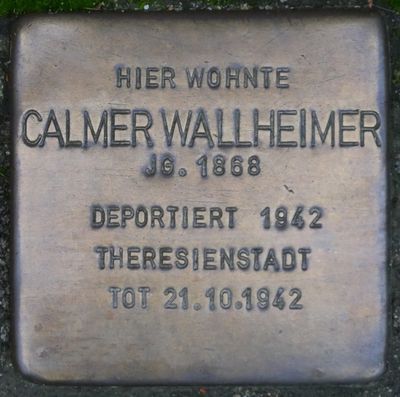 HIER WOHNTE
CALMER WALLHEIMER
JG. 1868
DEPORTIERT 1942
THERESIENSTADT
TOT 21.10.1942